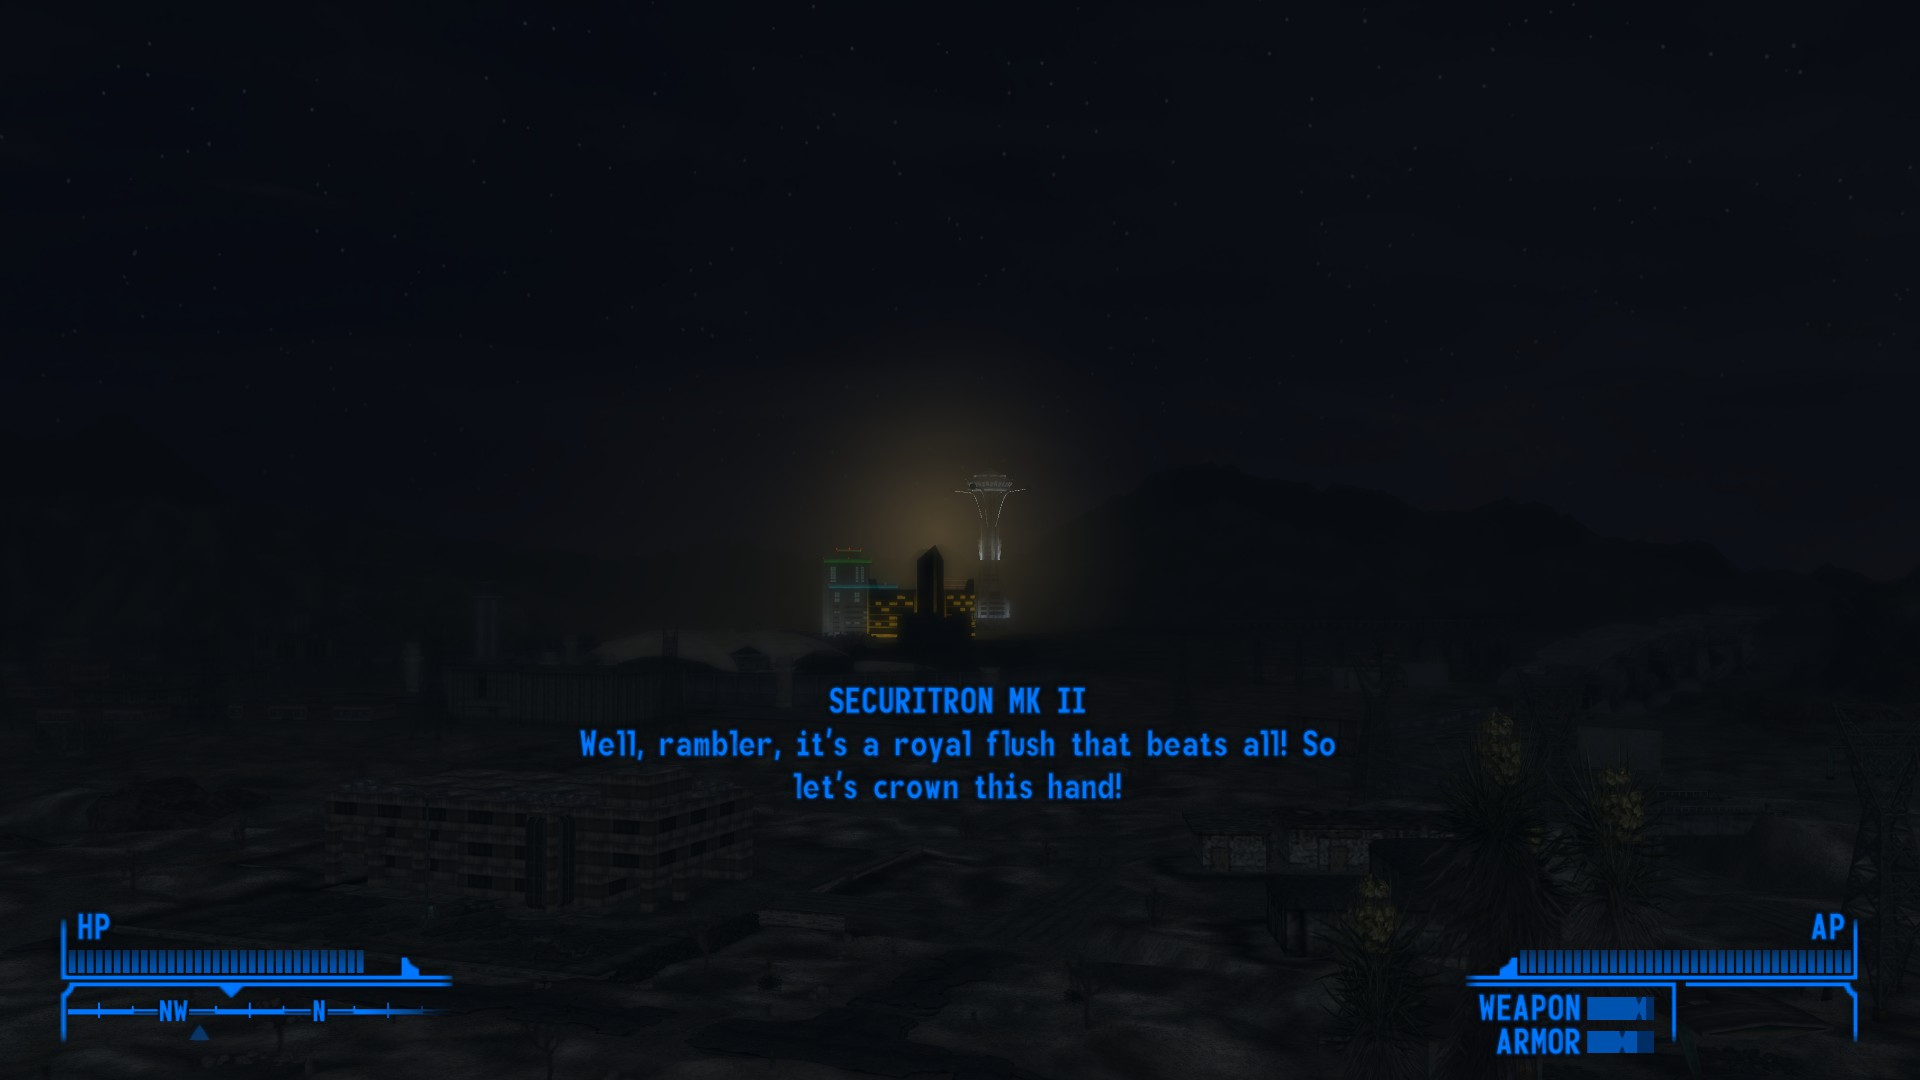 SECURITRON MK II
Well, rambler, it's a royal flush that beats all! So
let's crown this hand!
HP
AP
NW N
WEAPON
ARMOR